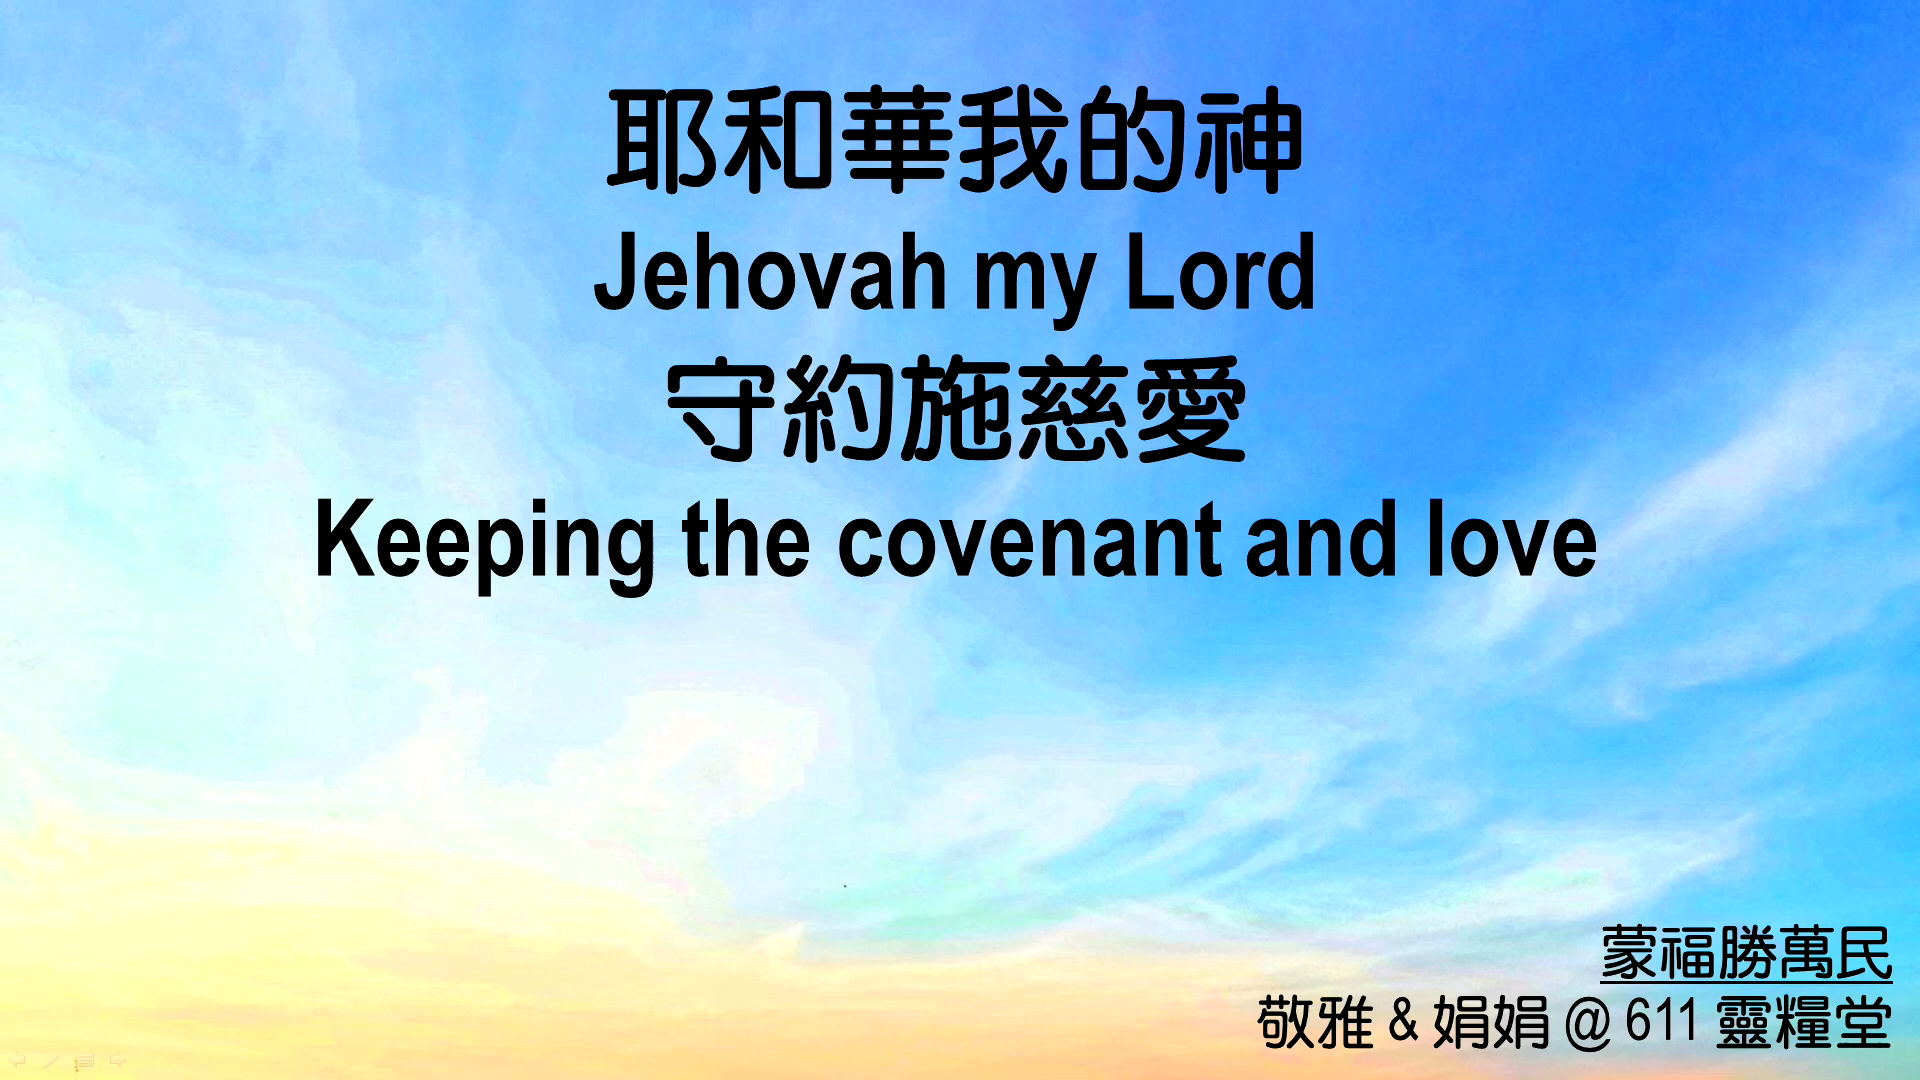 耶和華我的神
Jehovah my Lord
守約施慈愛
Keeping the covenant and love
蒙福勝萬民
敬雅 & 娟娟 @ 611 靈糧堂